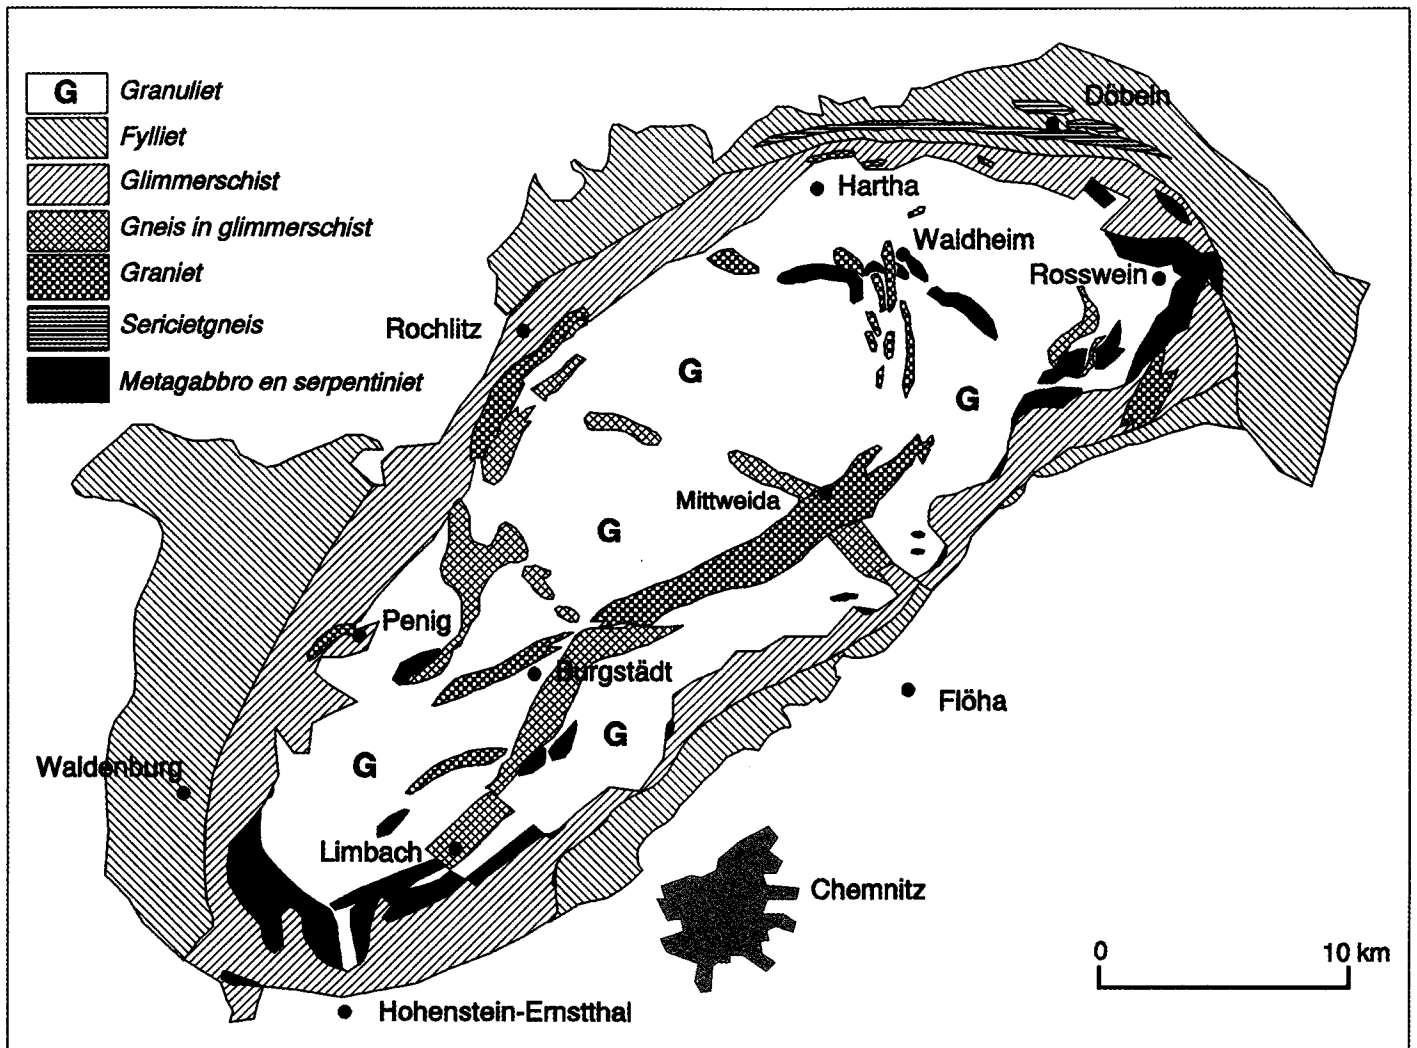 G Granuliet
Fylliet
Glimmerschist
Gneis in glimmerschist
Graniet
Sericietgneis
Metagabbro en serpentiniet
Döbeln
Hartha
Waldheim
Rosswein
Rochlitz
G
G
Mittweida
G
Penig
Burgstädt
Flöha
G
G
Waldenburg
Limbach
Chemnitz
0 10 km
Hohenstein-Ernstthal